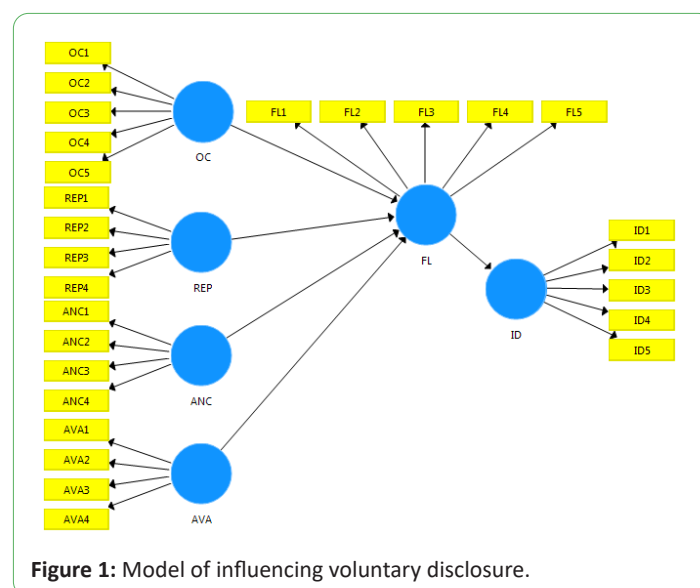 OC1
OC2
OC3
OC4
OC5
OC
FL1 FL2 FL3 FL4 FL5
REP1
REP2
REP3
REP4
REP
FL
ID1
ID2
ID3
ID4
ID5
ID
ANC1
ANC2
ANC3
ANC4
ANC
AVA1
AVA2
AVA3
AVA4
AVA
Figure 1: Model of influencing voluntary disclosure.